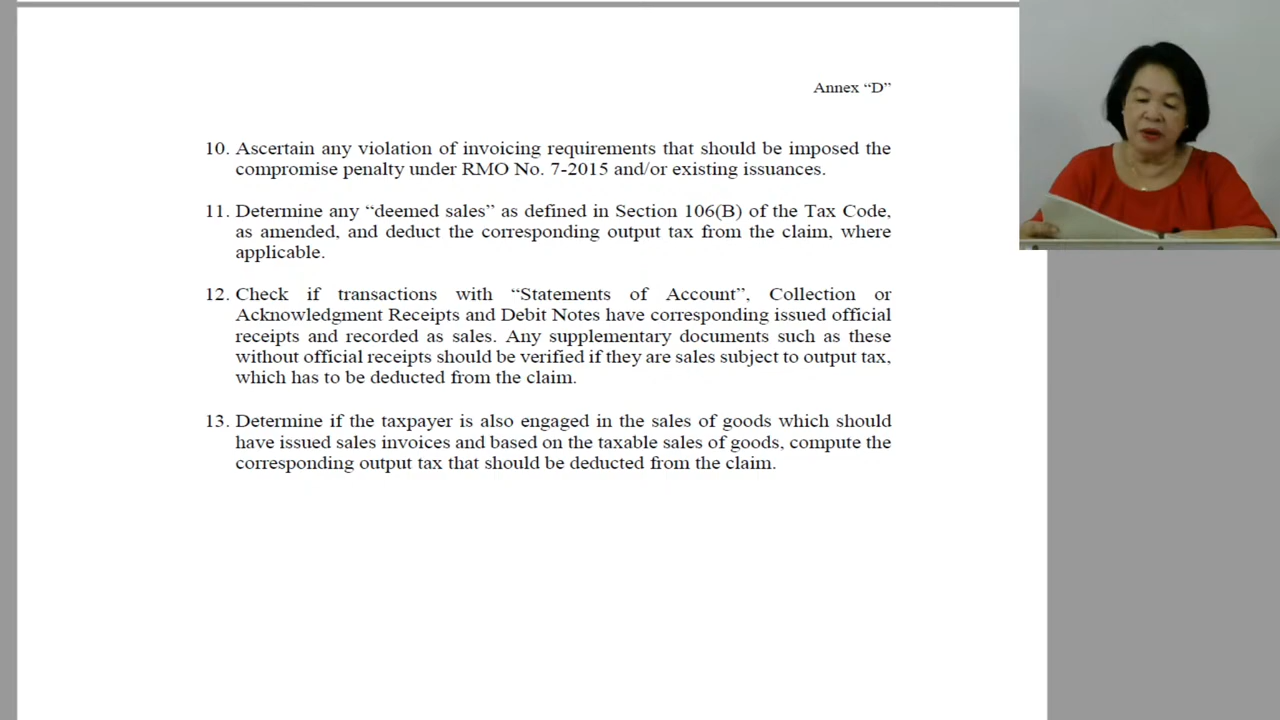 Annex “D”
10. Ascertain any violation of invoicing requirements that should be imposed the
compromise penalty under RMO No. 7-2015 and/or existing issuances.
11. Determine any “deemed sales” as defined in Section 106(B) of the Tax Code,
as amended, and deduct the corresponding output tax from the claim, where
applicable.
12. Check if transactions with “Statements of Account”, Collection or
Acknowledgment Receipts and Debit Notes have corresponding issued official
receipts and recorded as sales. Any supplementary documents such as these
without official receipts should be verified if they are sales subject to output tax,
which has to be deducted from the claim.
13. Determine if the taxpayer is also engaged in the sales of goods which should
have issued sales invoices and based on the taxable sales of goods, compute the
corresponding output tax that should be deducted from the claim.